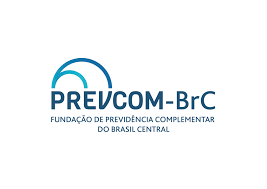 PREVCOM-BrC
FUNDAÇÃO DE PREVIDÊNCIA COMPLEMENTAR
DO BRASIL CENTRAL